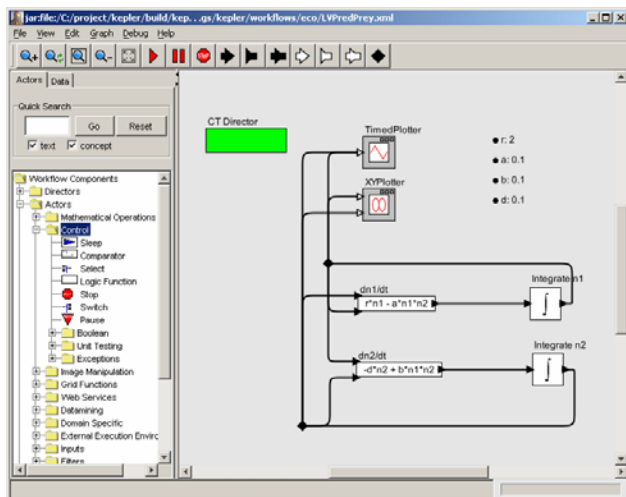 jar:file:/C:/project/kepler/build/kep...gs/kepler/workflows/eco/LVPredPrey.xml
File View Edit Graph Debug Help
STOP
Actors Data
Quick Search
Go Reset
text concept
Workflow Components
Directors
Actors
Mathematical Operations
Control
Sleep
Comparator
Select
Logic Function
Stop
Switch
Pause
Boolean
Unit Testing
Exceptions
Image Manipulation
Grid Functions
Web Services
Datamining
Domain Specific
External Execution Enviro
Inputs
Filters
CT Director
TimedPlotter
XYPlotter
r: 2
a: 0.1
b: 0.1
d: 0.1
Integrate n1
dn1/dt
r*n1 - a*n1*n2
∫
Integrate n2
dn2/dt
-d*n2 + b*n1*n2
∫